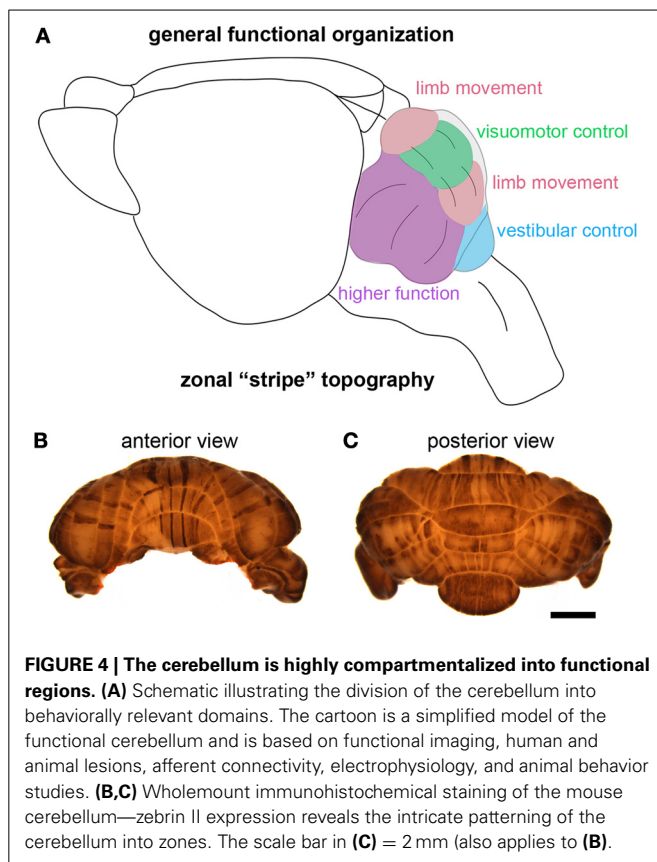 A
general functional organization
limb movement
visuomotor control
limb movement
vestibular control
higher function
zonal “stripe” topography
B
anterior view
C
posterior view
FIGURE 4 | The cerebellum is highly compartmentalized into functional
regions. (A) Schematic illustrating the division of the cerebellum into
behaviorally relevant domains. The cartoon is a simplified model of the
functional cerebellum and is based on functional imaging, human and
animal lesions, afferent connectivity, electrophysiology, and animal behavior
studies. (B,C) Wholemount immunohistochemical staining of the mouse
cerebellum—zebrin II expression reveals the intricate patterning of the
cerebellum into zones. The scale bar in (C) = 2 mm (also applies to (B).